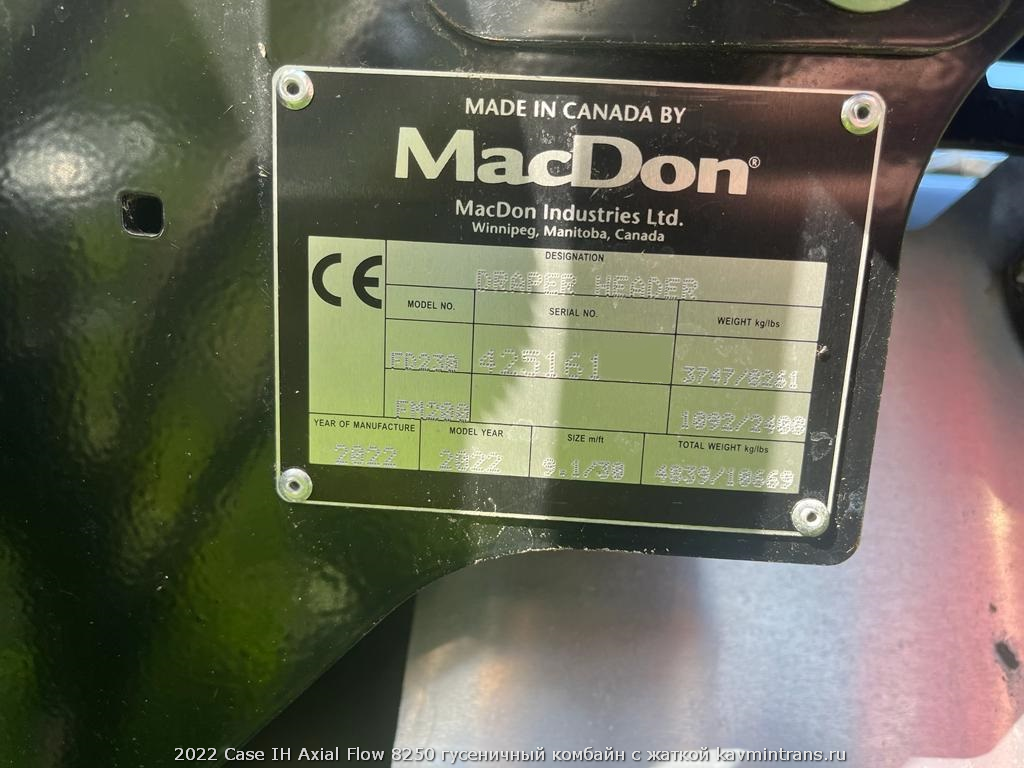 MADE IN CANADA BY
MacDon®
MacDon Industries Ltd.
Winnipeg, Manitoba, Canada
CE
DESIGNATION
DRAPER HEADER
MODEL NO. SERIAL NO. WEIGHT kg/lbs
FD230 425161 3747/8261
FM200 1092/2408
YEAR OF MANUFACTURE MODEL YEAR SIZE m/ft TOTAL WEIGHT kg/lbs
2022 2022 9.1/30 4839/10669
2022 Case IH Axial Flow 8250 гусеничный комбайн с жаткой kavmintrans.ru